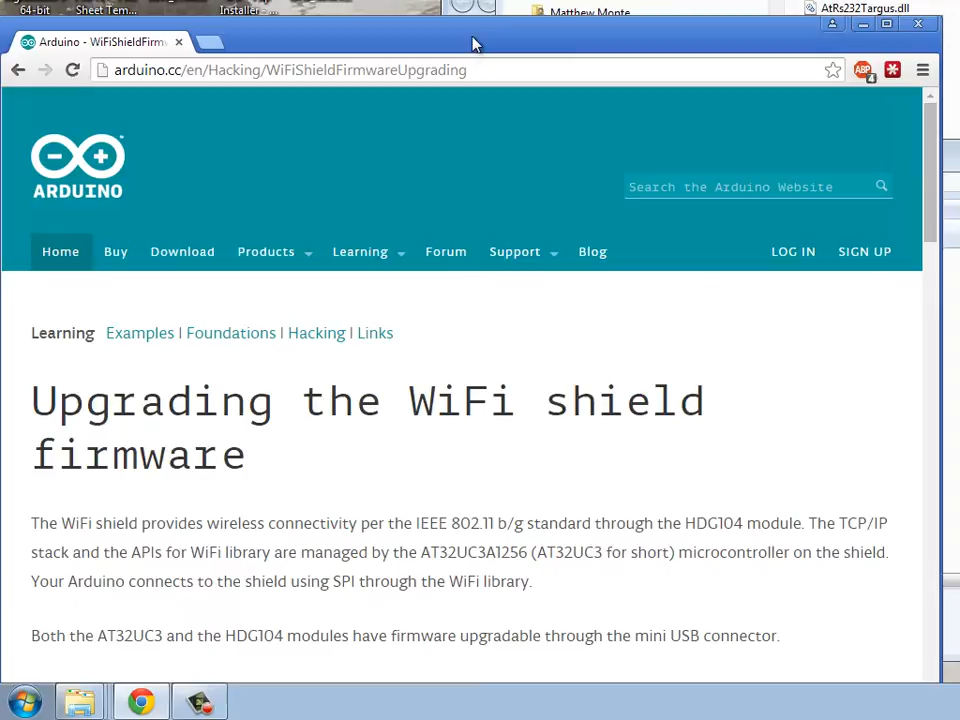 64-bit
Sheet Tem...
Installer - ...
Matthew Monte
AtRs232Targus.dll
Arduino - WiFiShieldFirmw
arduino.cc/en/Hacking/WiFiShieldFirmwareUpgrading
ABP
4
ARDUINO
Search the Arduino Website
Home Buy Download Products Learning Forum Support Blog LOG IN SIGN UP
Learning Examples | Foundations | Hacking | Links
Upgrading the WiFi shield
firmware
The WiFi shield provides wireless connectivity per the IEEE 802.11 b/g standard through the HDG104 module. The TCP/IP
stack and the APIs for WiFi library are managed by the AT32UC3A1256 (AT32UC3 for short) microcontroller on the shield.
Your Arduino connects to the shield using SPI through the WiFi library.
Both the AT32UC3 and the HDG104 modules have firmware upgradable through the mini USB connector.